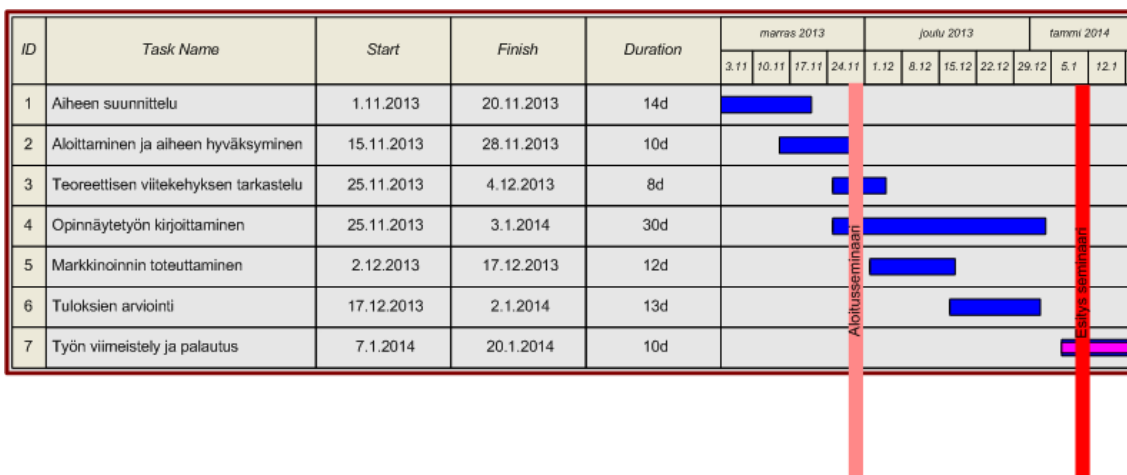 ID Task Name Start Finish Duration marras 2013 joulu 2013 tammi 2014
3.11 10.11 17.11 24.11 1.12 8.12 15.12 22.12 29.12 5.1 12.1
1 Aiheen suunnittelu 1.11.2013 20.11.2013 14d
2 Aloittaminen ja aiheen hyväksyminen 15.11.2013 28.11.2013 10d
3 Teoreettisen viitekehyksen tarkastelu 25.11.2013 4.12.2013 8d
4 Opinnäytetyön kirjoittaminen 25.11.2013 3.1.2014 30d
5 Markkinoinnin toteuttaminen 2.12.2013 17.12.2013 12d
6 Tuloksien arviointi 17.12.2013 2.1.2014 13d
7 Työn viimeistely ja palautus 7.1.2014 20.1.2014 10d
Aloitusseminaari
Esitys seminaari